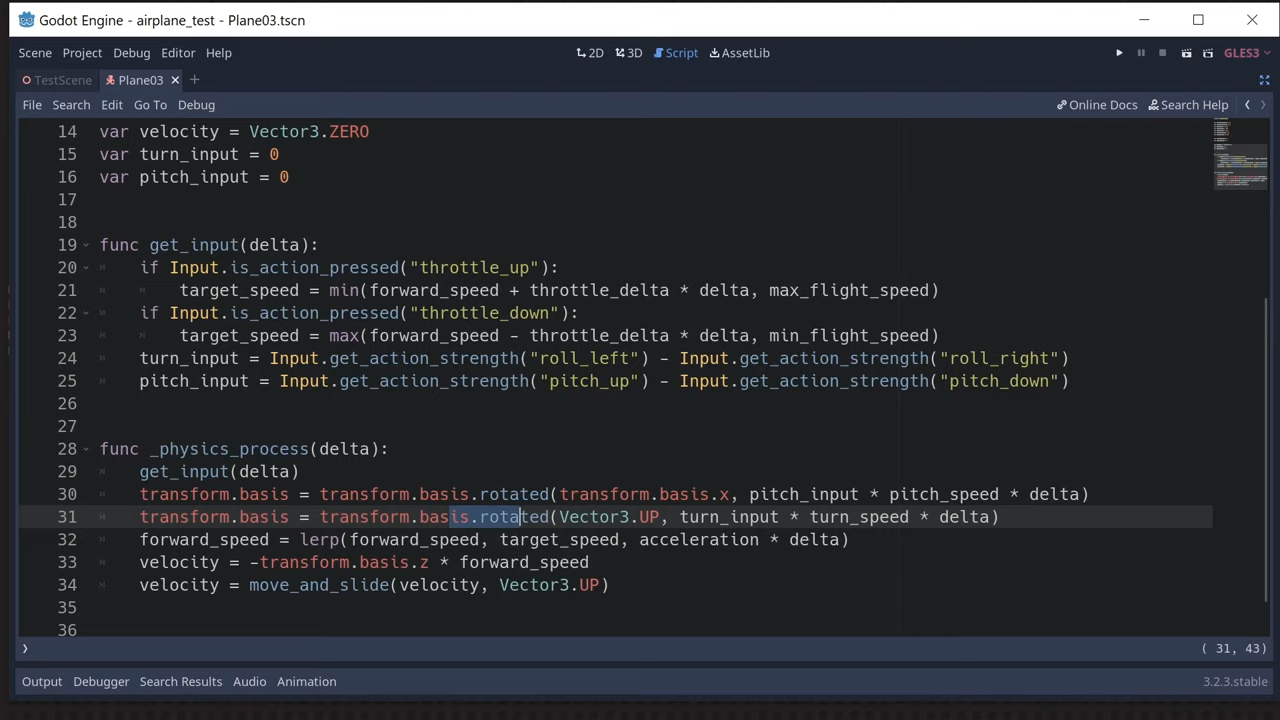 Godot Engine - airplane_test - Plane03.tscn
Scene Project Debug Editor Help 2D 3D Script AssetLib GLES3
TestScene Plane03
File Search Edit Go To Debug Online Docs Search Help
14 var velocity = Vector3.ZERO
15 var turn_input = 0
16 var pitch_input = 0
17
18
19 func get_input(delta):
20 if Input.is_action_pressed("throttle_up"):
21 target_speed = min(forward_speed + throttle_delta * delta, max_flight_speed)
22 if Input.is_action_pressed("throttle_down"):
23 target_speed = max(forward_speed - throttle_delta * delta, min_flight_speed)
24 turn_input = Input.get_action_strength("roll_left") - Input.get_action_strength("roll_right")
25 pitch_input = Input.get_action_strength("pitch_up") - Input.get_action_strength("pitch_down")
26
27
28 func _physics_process(delta):
29 get_input(delta)
30 transform.basis = transform.basis.rotated(transform.basis.x, pitch_input * pitch_speed * delta)
31 transform.basis = transform.basis.rotated(Vector3.UP, turn_input * turn_speed * delta)
32 forward_speed = lerp(forward_speed, target_speed, acceleration * delta)
33 velocity = -transform.basis.z * forward_speed
34 velocity = move_and_slide(velocity, Vector3.UP)
35
36
( 31, 43)
Output Debugger Search Results Audio Animation 3.2.3.stable